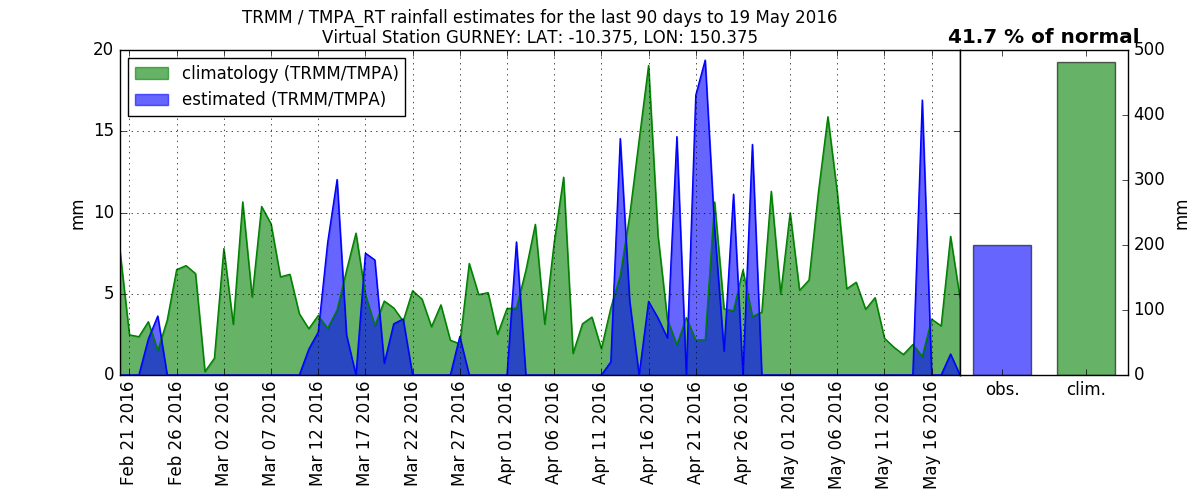 TRMM / TMPA_RT rainfall estimates for the last 90 days to 19 May 2016
Virtual Station GURNEY: LAT: -10.375, LON: 150.375
41.7 % of normal
climatology (TRMM/TMPA)
estimated (TRMM/TMPA)
20
15
10
5
0
mm
500
400
300
200
100
0
mm
Feb 21 2016
Feb 26 2016
Mar 02 2016
Mar 07 2016
Mar 12 2016
Mar 17 2016
Mar 22 2016
Mar 27 2016
Apr 01 2016
Apr 06 2016
Apr 11 2016
Apr 16 2016
Apr 21 2016
Apr 26 2016
May 01 2016
May 06 2016
May 11 2016
May 16 2016
obs.
clim.